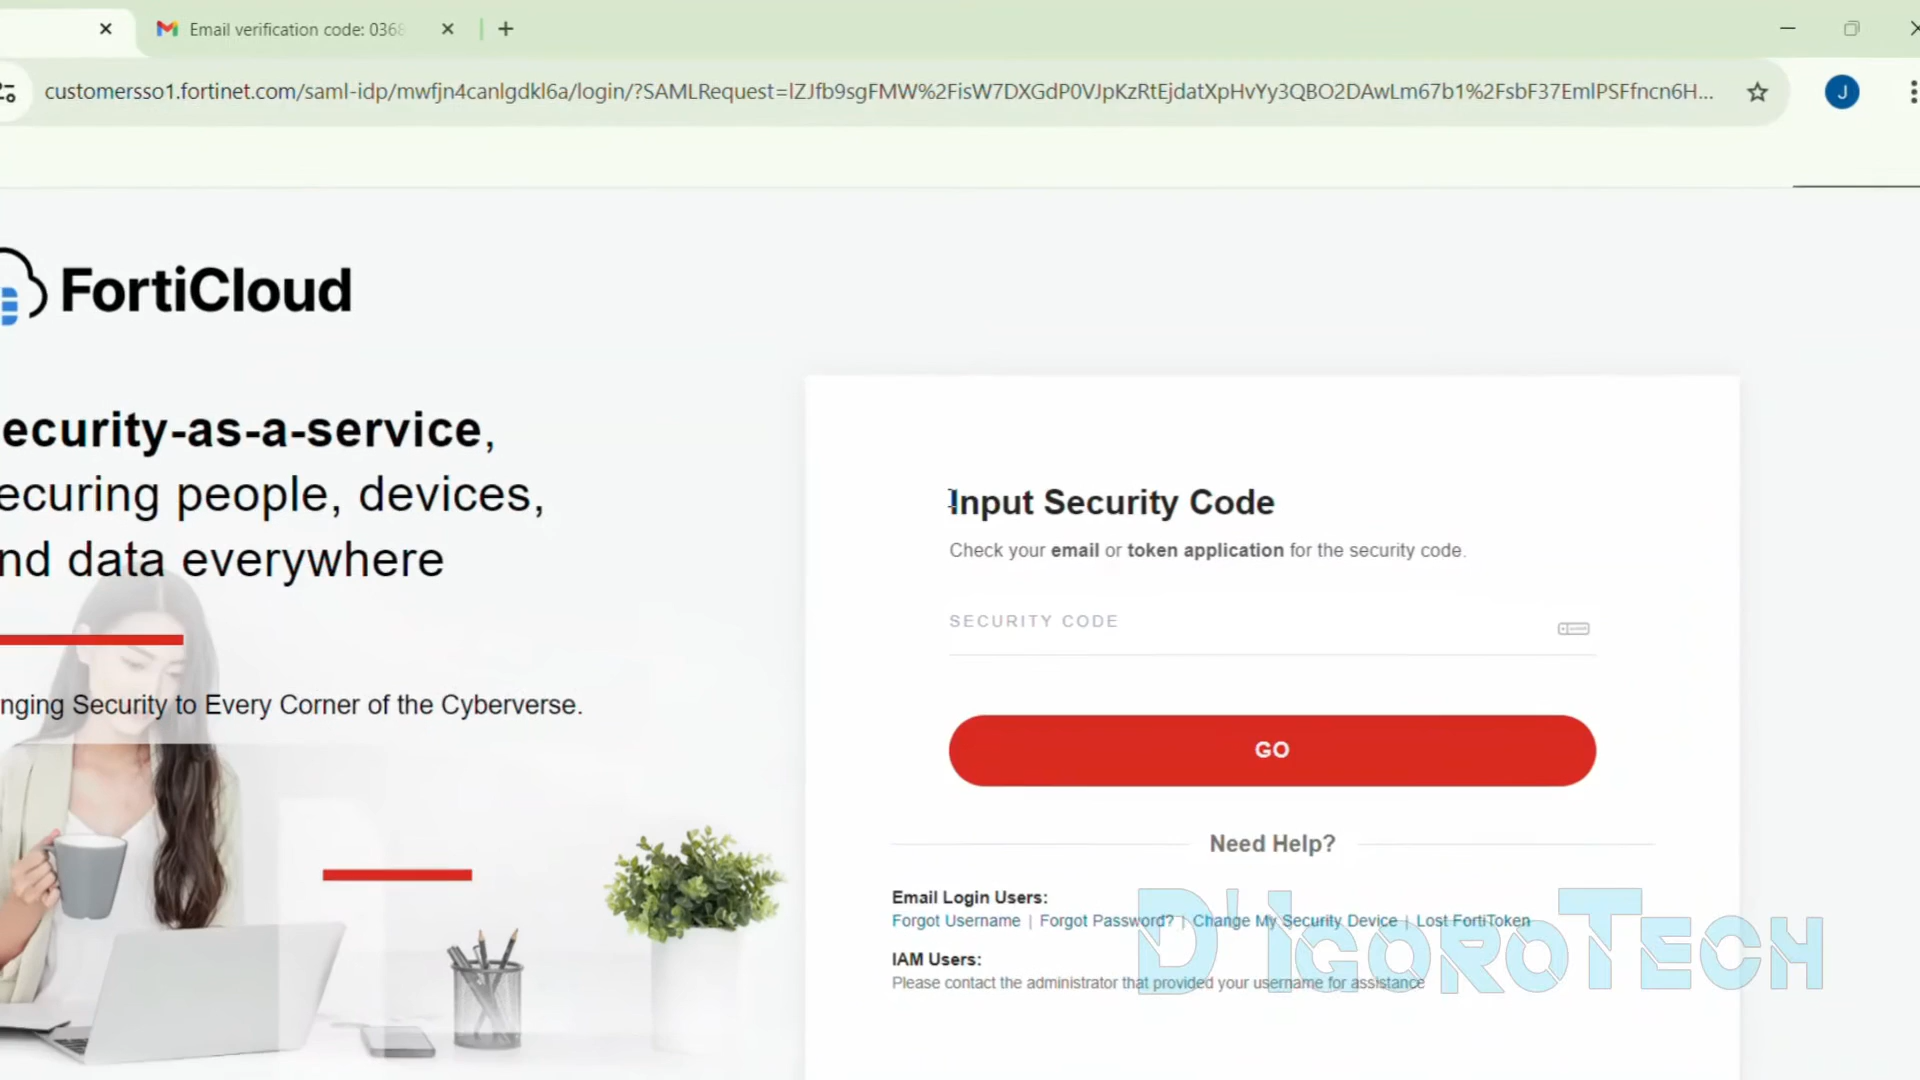 Email verification code: 036
customersso1.fortinet.com/saml-idp/mwfjn4canlgdkl6a/login/?SAMLRequest=lZJfb9sgFMW%2FisW7DXGdP0VJpKzRtEjdatXpHvYy3QBO2DAwLm67b1%2FsbF37EmlPSFfncn6H...
J
FortiCloud
ecurity-as-a-service,
ecuring people, devices,
nd data everywhere
nging Security to Every Corner of the Cyberverse.
Input Security Code
Check your email or token application for the security code.
SECURITY CODE
GO
Need Help?
Email Login Users:
Forgot Username | Forgot Password? | Change My Security Device | Lost FortiToken
IAM Users:
Please contact the administrator that provided your username for assistance
D'IGOROTECH